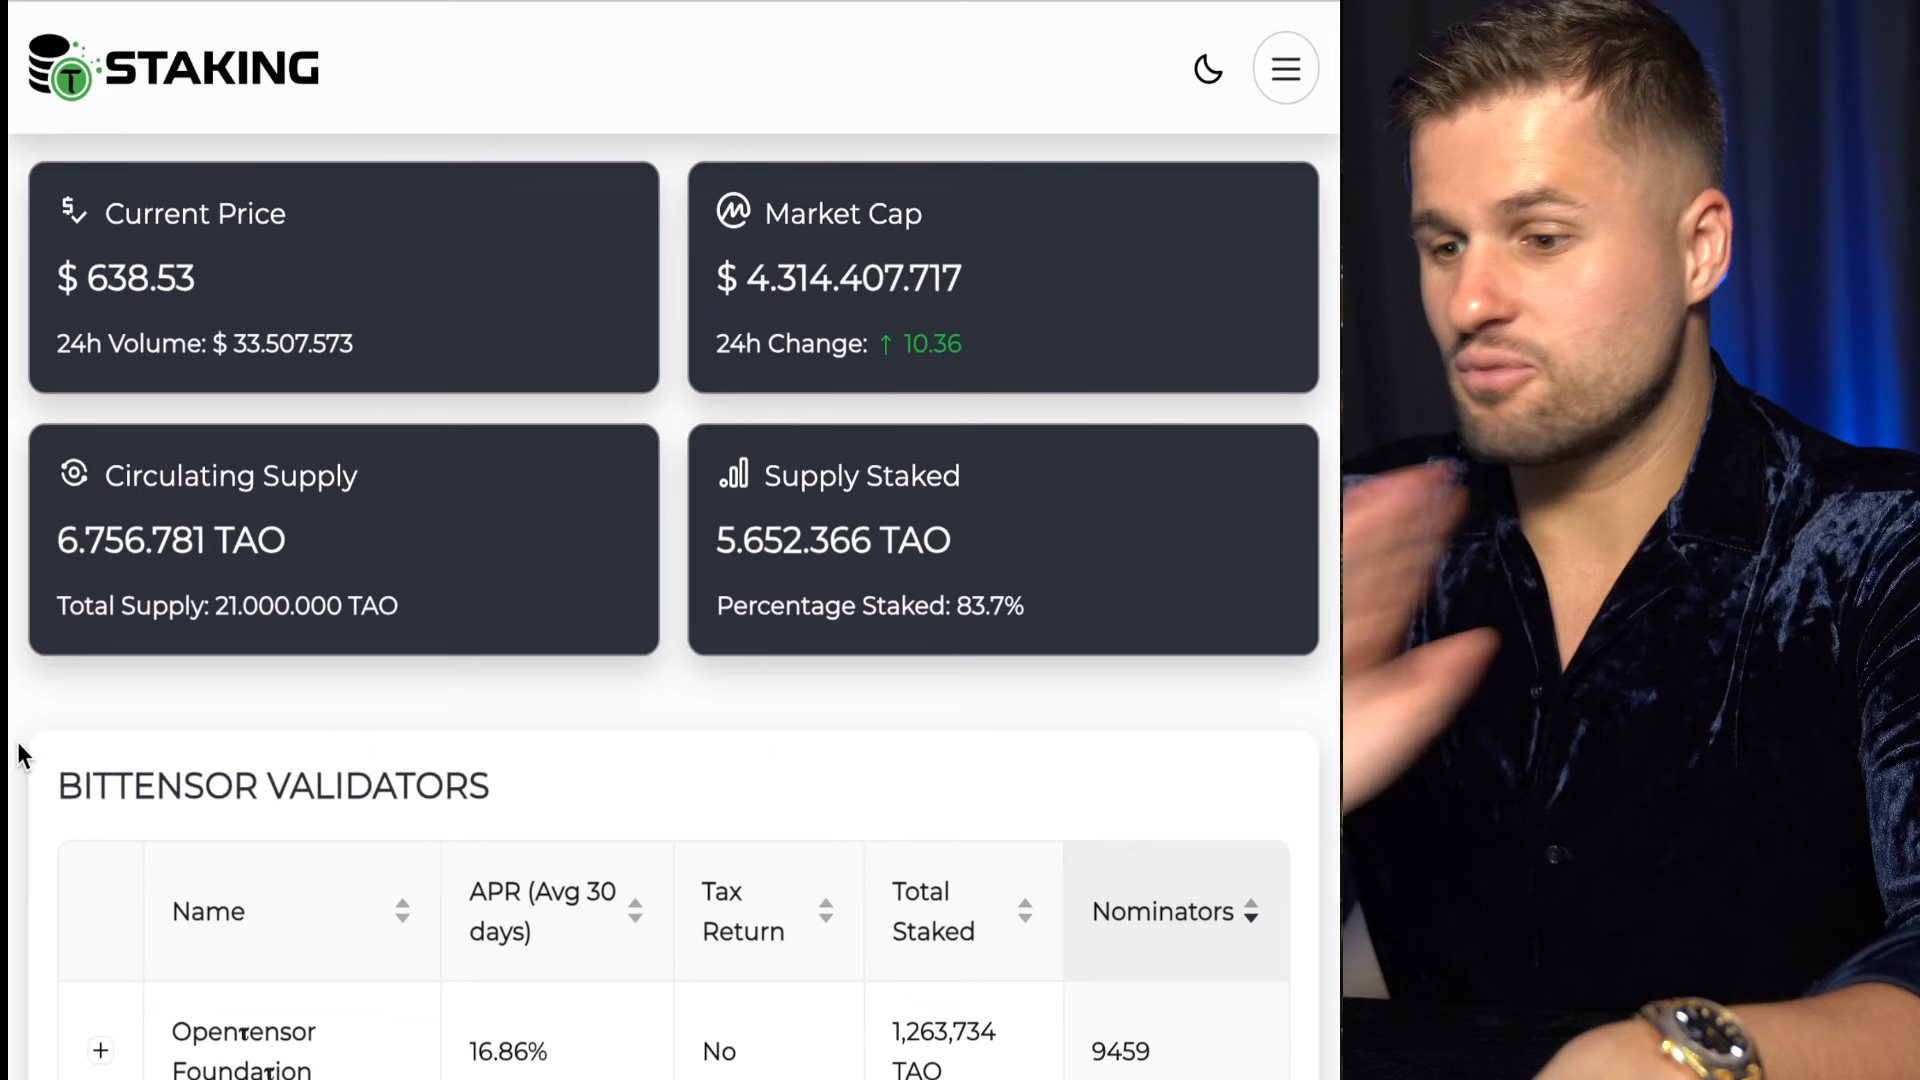 STAKING
Current Price
$ 638.53
24h Volume: $ 33.507.573
Market Cap
$ 4.314.407.717
24h Change: ↑ 10.36
Circulating Supply
6.756.781 TAO
Total Supply: 21.000.000 TAO
Supply Staked
5.652.366 TAO
Percentage Staked: 83.7%
BITTENSOR VALIDATORS
Name
APR (Avg 30
days)
Tax
Return
Total
Staked
Nominators
Openτensor
Foundaτion
16.86%
No
1,263,734
TAO
9459